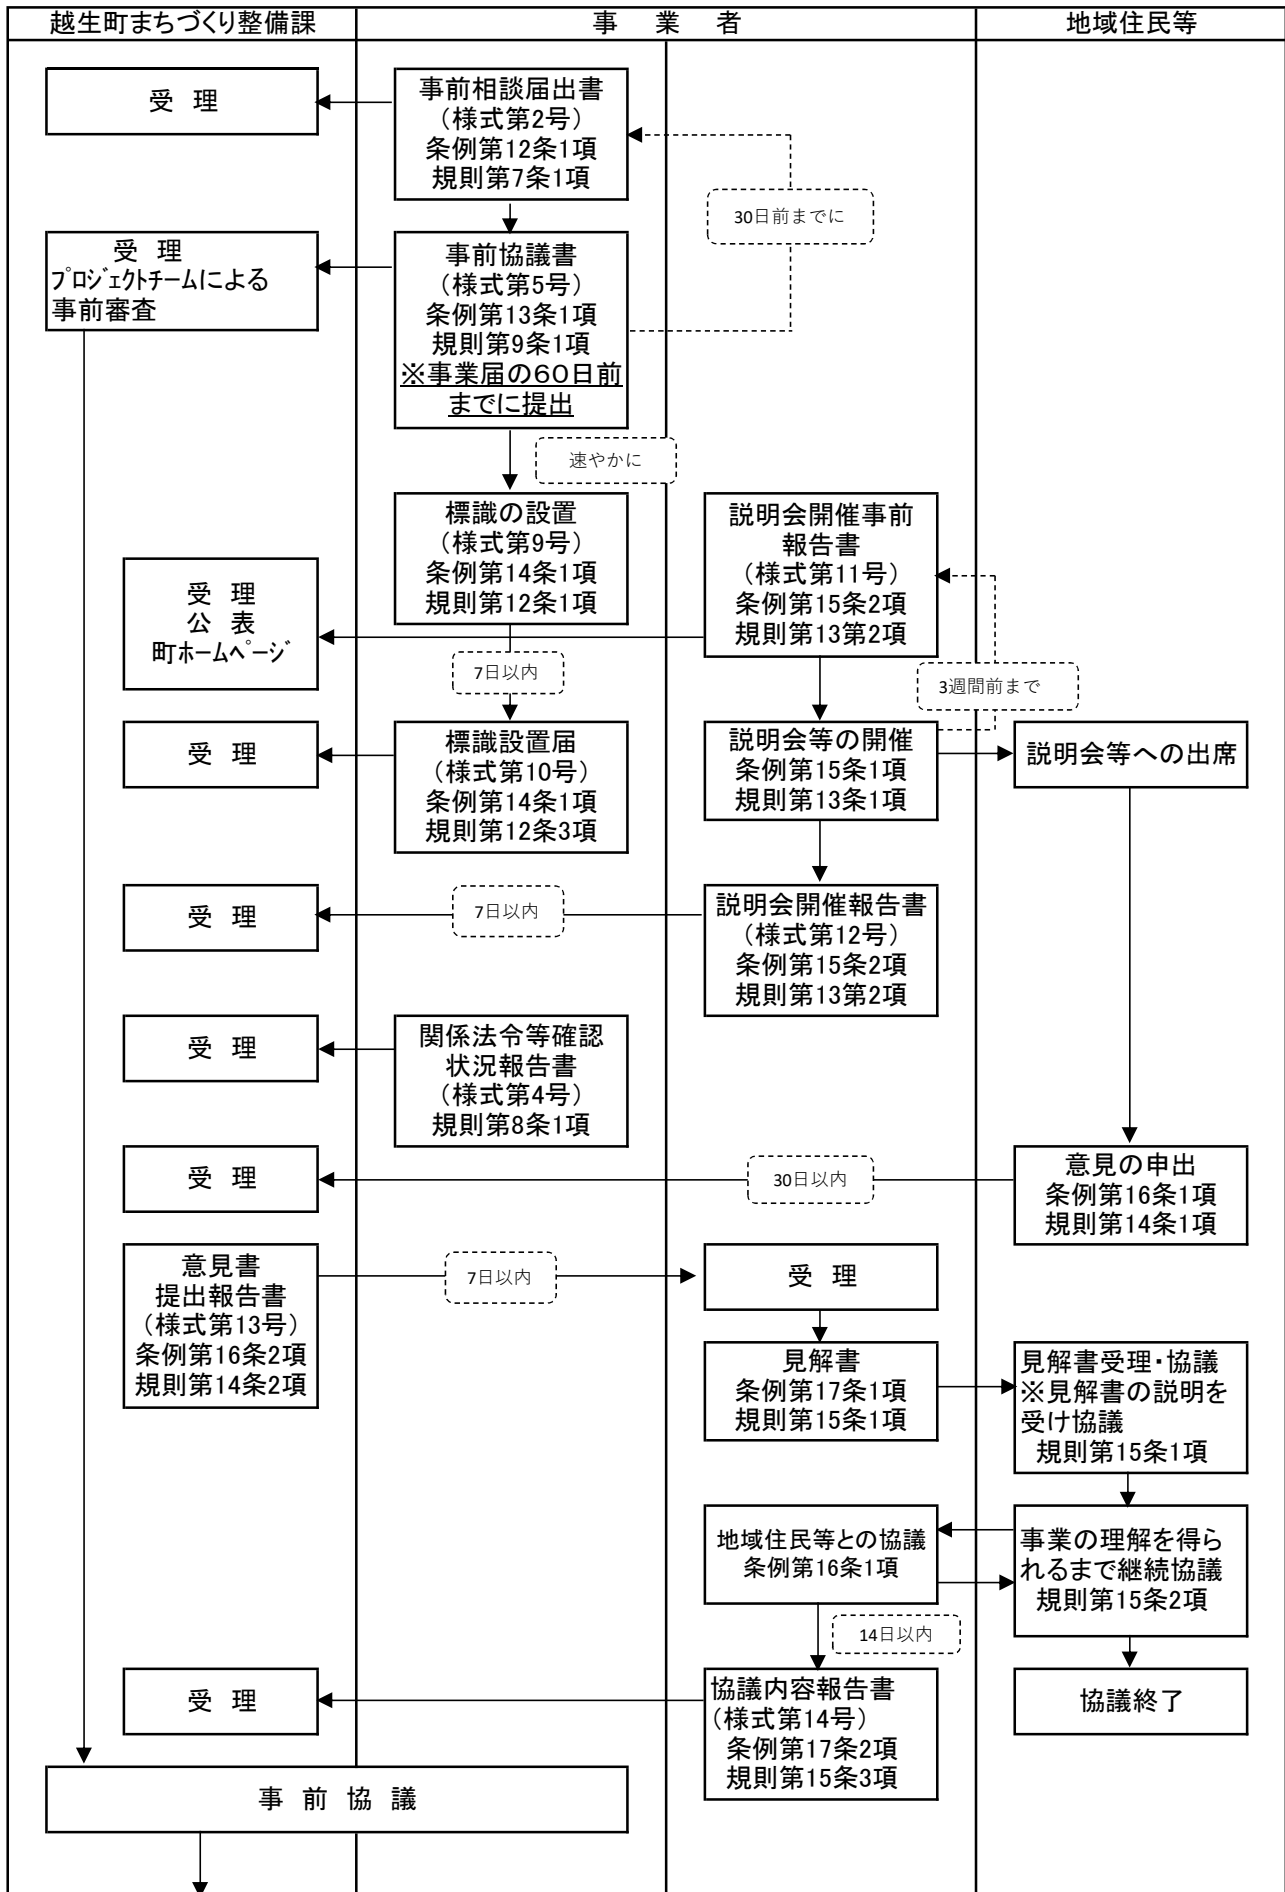 越生町まちづくり整備課
事　業　者
地域住民等
受 理
事前相談届出書
(様式第2号)
条例第12条1項
規則第7条1項
30日前までに
受 理
プロジェクトチームによる
事前審査
事前協議書
(様式第5号)
条例第13条1項
規則第9条1項
※事業届の60日前
までに提出
速やかに
標識の設置
(様式第9号)
条例第14条1項
規則第12条1項
説明会開催事前
報告書
(様式第11号)
条例第15条2項
規則第13第2項
受 理
公 表
町ホームページ
7日以内
3週間前まで
受 理
標識設置届
(様式第10号)
条例第14条1項
規則第12条3項
説明会等の開催
条例第15条1項
規則第13条1項
説明会等への出席
受 理
7日以内
説明会開催報告書
(様式第12号)
条例第15条2項
規則第13第2項
受 理
関係法令等確認
状況報告書
(様式第4号)
規則第8条1項
受 理
30日以内
意見の申出
条例第16条1項
規則第14条1項
意見書
提出報告書
(様式第13号)
条例第16条2項
規則第14条2項
7日以内
受 理
見解書
条例第17条1項
規則第15条1項
見解書受理・協議
※見解書の説明を
受け協議
規則第15条1項
地域住民等との協議
条例第16条1項
事業の理解を得ら
れるまで継続協議
規則第15条2項
14日以内
受 理
協議内容報告書
(様式第14号)
条例第17条2項
規則第15条3項
協議終了
事 前 協 議